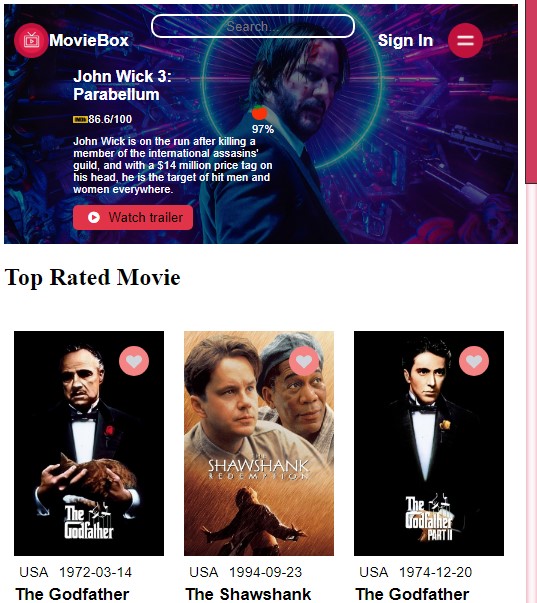 Search...
MovieBox
Sign In
John Wick 3:
Parabellum
IMDb 86.6/100
97%
John Wick is on the run after killing a
member of the international assasins'
guild, and with a $14 million price tag on
his head, he is the target of hit men and
women everywhere.
Watch trailer
Top Rated Movie
The
Godfather
THE
SHAWSHANK
REDEMPTION
The
Godfather
PART II
USA 1972-03-14
USA 1994-09-23
USA 1974-12-20
The Godfather
The Shawshank
The Godfather